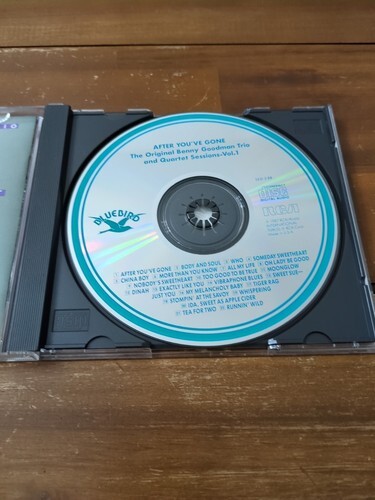 AFTER YOU'VE GONE
The Original Benny Goodman Trio
and Quartet Sessions-Vol.1
BLUEBIRD
DIGITAL AUDIO
RCA
AFTER YOU'VE GONE BODY AND SOUL WHO SOMEDAY SWEETHEART
CHINA BOY MORE THAN YOU KNOW ALL MY LIFE OH, LADY BE GOOD
NOBODY'S SWEETHEART TOO GOOD TO BE TRUE MOONGLOW
DINAH EXACTLY LIKE YOU VIBRAPHONE BLUES SWEET SUE—
JUST YOU MY MELANCHOLY BABY TIGER RAG
STOMPIN' AT THE SAVOY WHISPERING
IDA, SWEET AS APPLE CIDER
TEA FOR TWO RUNNIN' WILD